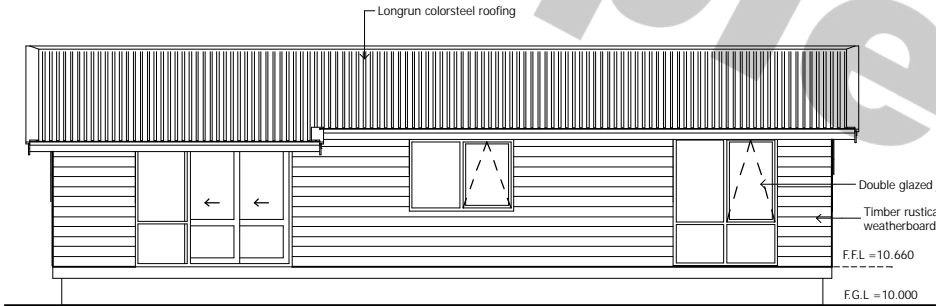 Longrun colorsteel roofing
Double glazed
Timber rustica
weatherboard
F.F.L =10.660
F.G.L =10.000